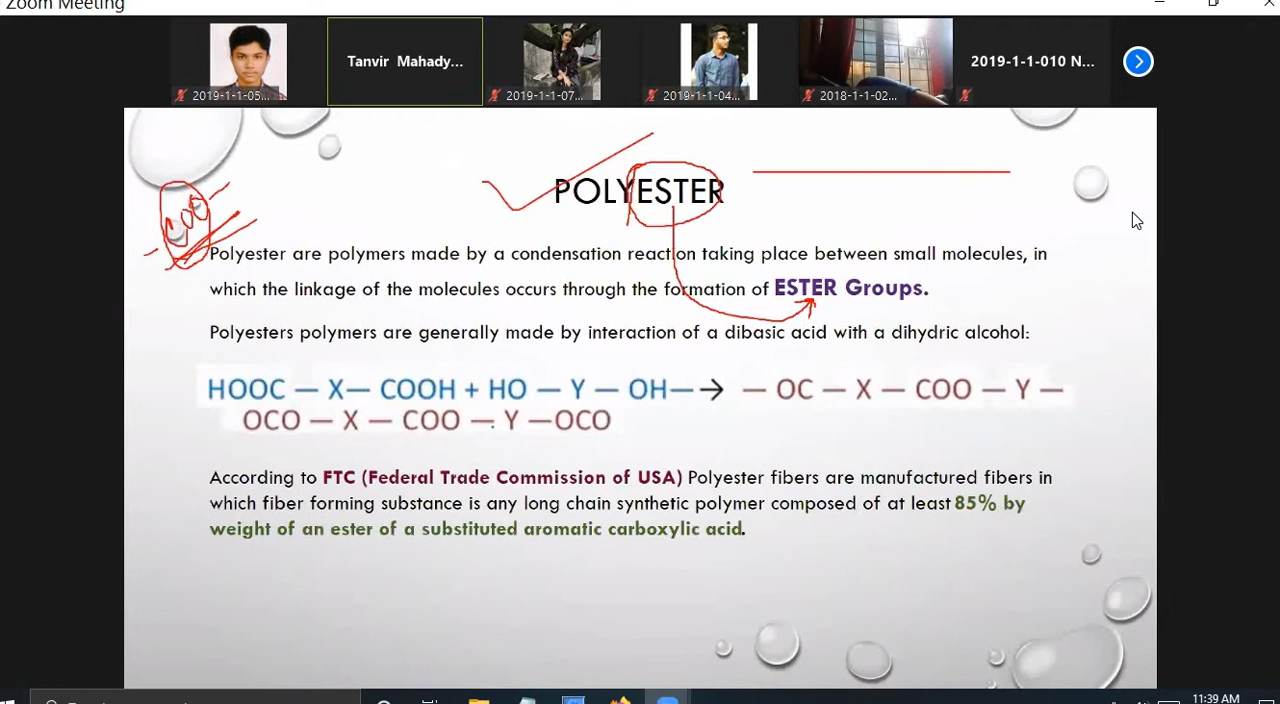 Zoom Meeting
Tanvir Mahady...
2019-1-1-010 N...
2019-1-1-05...
2019-1-1-07...
2019-1-1-04...
2018-1-1-02...
POLYESTER
COO
Polyester are polymers made by a condensation reaction taking place between small molecules, in
which the linkage of the molecules occurs through the formation of ESTER Groups.
Polyesters polymers are generally made by interaction of a dibasic acid with a dihydric alcohol:
HOOC — X— COOH + HO — Y — OH—→ — OC — X — COO — Y —
OCO — X — COO — Y —OCO
According to FTC (Federal Trade Commission of USA) Polyester fibers are manufactured fibers in
which fiber forming substance is any long chain synthetic polymer composed of at least 85% by
weight of an ester of a substituted aromatic carboxylic acid.
11:39 AM